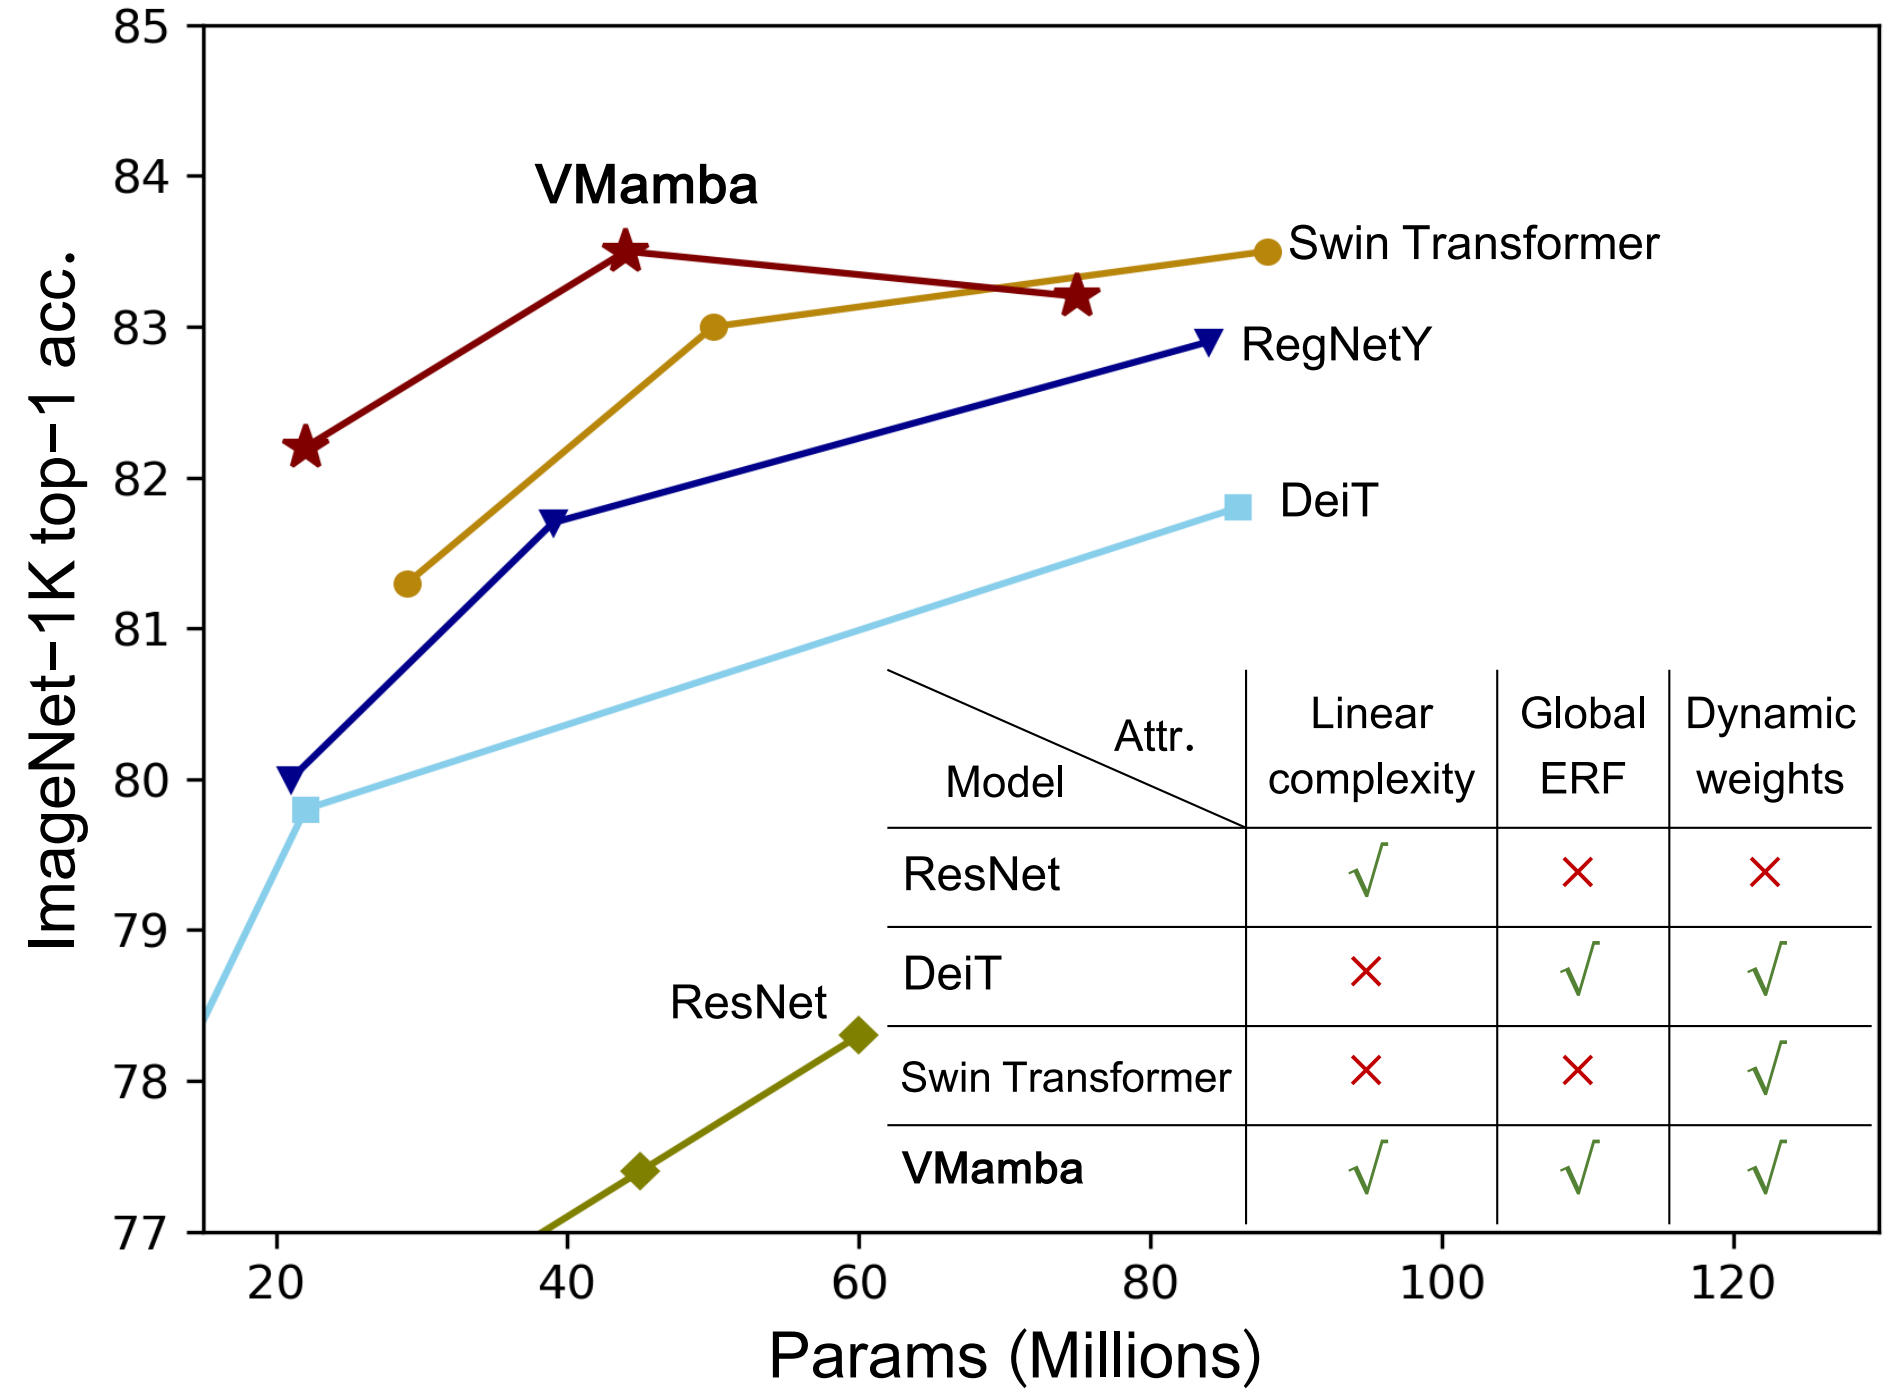 85
84
83
82
81
80
79
78
77
ImageNet-1K top-1 acc.
VMamba
Swin Transformer
RegNetY
DeiT
ResNet
Attr.
Model
Linear complexity
Global ERF
Dynamic weights
ResNet √ × ×
DeiT × √ √
Swin Transformer × × √
VMamba √ √ √
20 40 60 80 100 120
Params (Millions)